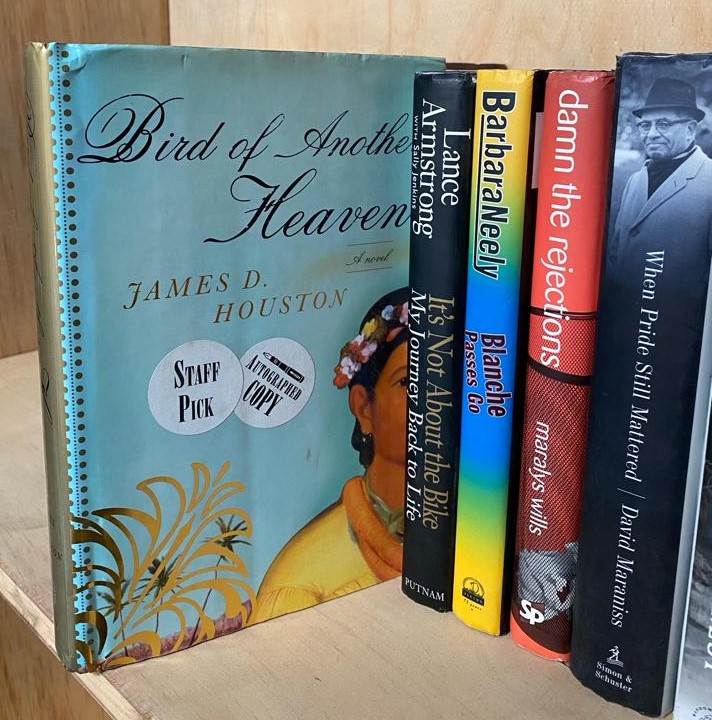 Bird of Anothe
Heaven
A novel
JAMES D.
HOUSTON
STAFF
PICK
AUTOGRAPHED
COPY
Lance
Armstrong
WITH Sally Jenkins
It's Not About the Bike
My Journey Back to Life
PUTNAM
BarbaraNeely
Blanche
Passes Go
damn the rejections
maralys wills
SP
When Pride Still Mattered | David Maraniss
Simon &
Schuster